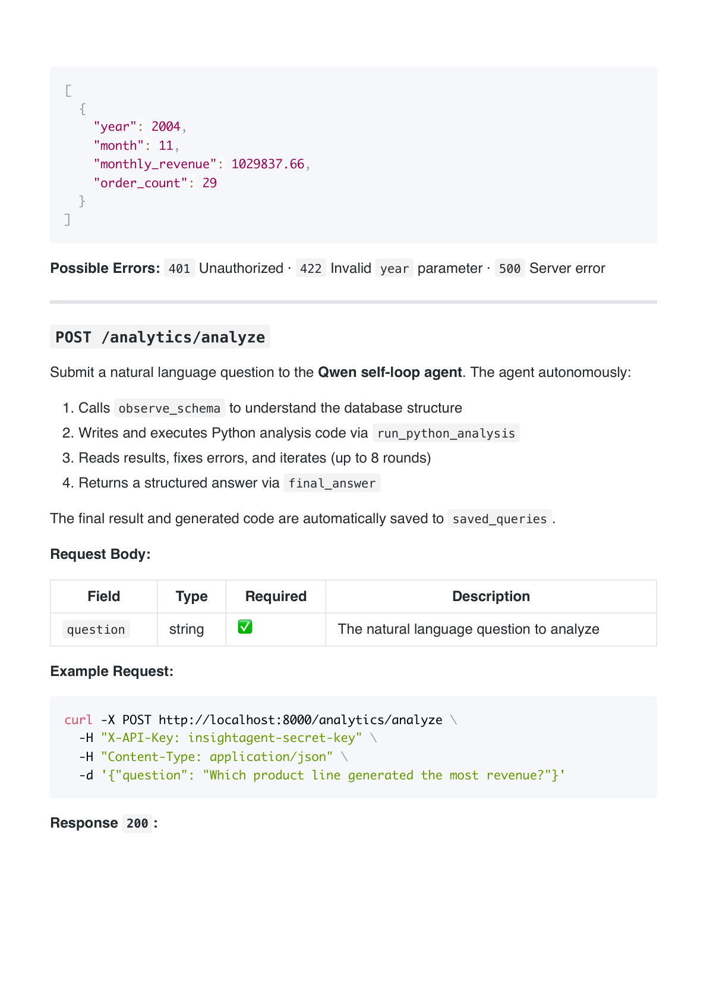 [
  {
    "year": 2004,
    "month": 11,
    "monthly_revenue": 1029837.66,
    "order_count": 29
  }
]
Possible Errors: 401 Unauthorized · 422 Invalid year parameter · 500 Server error
POST /analytics/analyze
Submit a natural language question to the Qwen self-loop agent. The agent autonomously:
1. Calls observe_schema to understand the database structure
2. Writes and executes Python analysis code via run_python_analysis
3. Reads results, fixes errors, and iterates (up to 8 rounds)
4. Returns a structured answer via final_answer
The final result and generated code are automatically saved to saved_queries.
Request Body:
Field Type Required Description
question string ✅ The natural language question to analyze
Example Request:
curl -X POST http://localhost:8000/analytics/analyze \
  -H "X-API-Key: insightagent-secret-key" \
  -H "Content-Type: application/json" \
  -d '{"question": "Which product line generated the most revenue?"}'
Response 200: